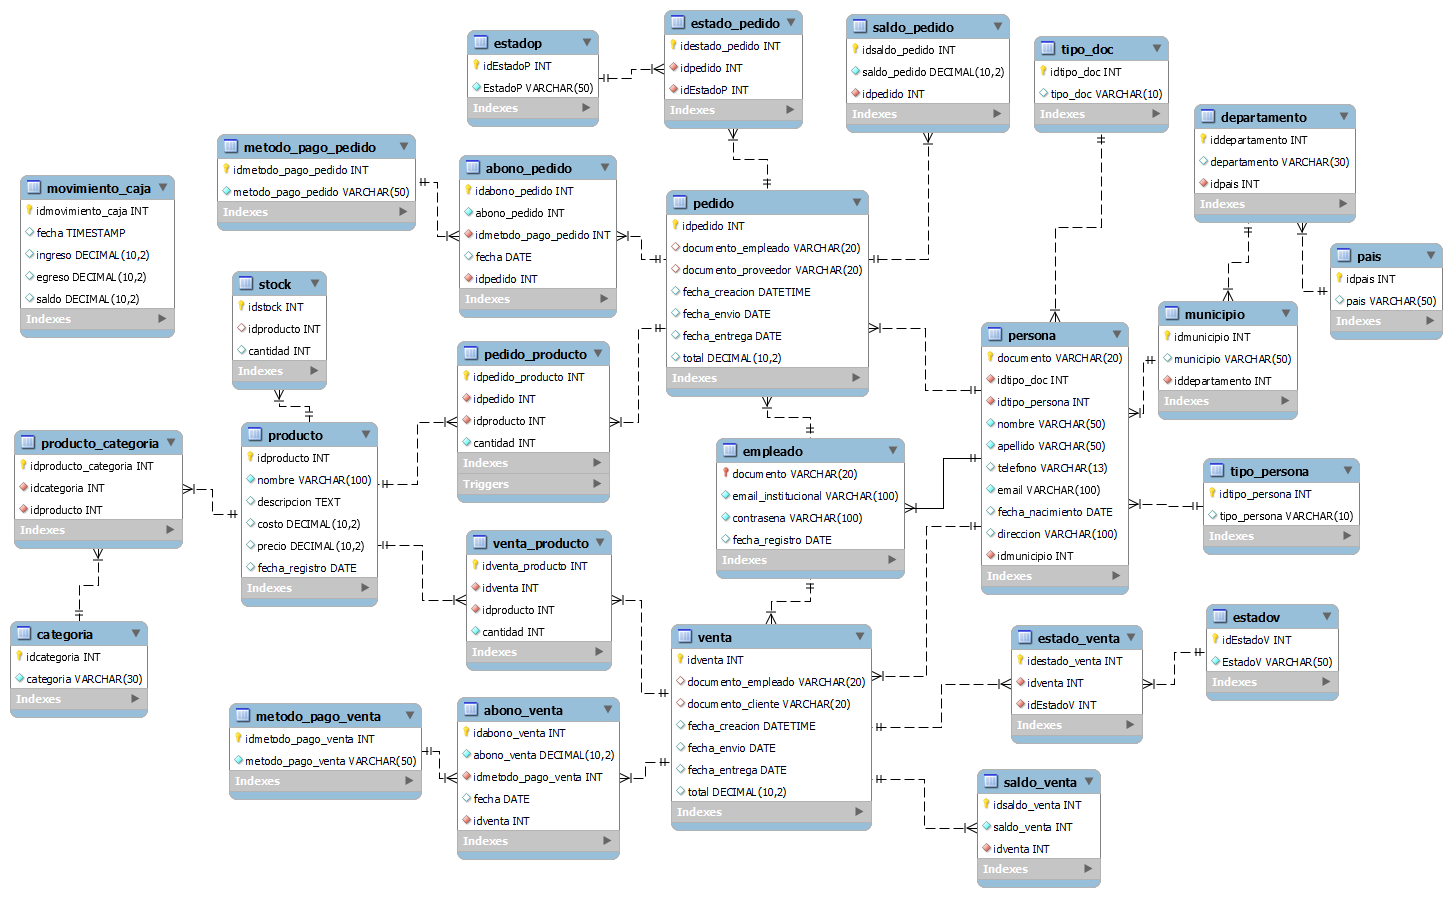 estadop
idEstadoP INT
EstadoP VARCHAR(50)
Indexes
estado_pedido
idestado_pedido INT
idpedido INT
idEstadoP INT
Indexes
saldo_pedido
idsaldo_pedido INT
saldo_pedido DECIMAL(10,2)
idpedido INT
Indexes
tipo_doc
idtipo_doc INT
tipo_doc VARCHAR(10)
Indexes
departamento
iddepartamento INT
departamento VARCHAR(30)
idpais INT
Indexes
metodo_pago_pedido
idmetodo_pago_pedido INT
metodo_pago_pedido VARCHAR(50)
Indexes
abono_pedido
idabono_pedido INT
abono_pedido INT
idmetodo_pago_pedido INT
fecha DATE
idpedido INT
Indexes
movimiento_caja
idmovimiento_caja INT
fecha TIMESTAMP
ingreso DECIMAL(10,2)
egreso DECIMAL(10,2)
saldo DECIMAL(10,2)
Indexes
pedido
idpedido INT
documento_empleado VARCHAR(20)
documento_proveedor VARCHAR(20)
fecha_creacion DATETIME
fecha_envio DATE
fecha_entrega DATE
total DECIMAL(10,2)
Indexes
pais
idpais INT
pais VARCHAR(50)
Indexes
stock
idstock INT
idproducto INT
cantidad INT
Indexes
municipio
idmunicipio INT
municipio VARCHAR(50)
iddepartamento INT
Indexes
persona
documento VARCHAR(20)
idtipo_doc INT
idtipo_persona INT
nombre VARCHAR(50)
apellido VARCHAR(50)
telefono VARCHAR(13)
email VARCHAR(100)
fecha_nacimiento DATE
direccion VARCHAR(100)
idmunicipio INT
Indexes
pedido_producto
idpedido_producto INT
idpedido INT
idproducto INT
cantidad INT
Indexes
Triggers
producto_categoria
idproducto_categoria INT
idcategoria INT
idproducto INT
Indexes
producto
idproducto INT
nombre VARCHAR(100)
descripcion TEXT
costo DECIMAL(10,2)
precio DECIMAL(10,2)
fecha_registro DATE
Indexes
empleado
documento VARCHAR(20)
email_institucional VARCHAR(100)
contrasena VARCHAR(100)
fecha_registro DATE
Indexes
tipo_persona
idtipo_persona INT
tipo_persona VARCHAR(10)
Indexes
venta_producto
idventa_producto INT
idventa INT
idproducto INT
cantidad INT
Indexes
categoria
idcategoria INT
categoria VARCHAR(30)
Indexes
venta
idventa INT
documento_empleado VARCHAR(20)
documento_cliente VARCHAR(20)
fecha_creacion DATETIME
fecha_envio DATE
fecha_entrega DATE
total DECIMAL(10,2)
Indexes
estado_venta
idestado_venta INT
idventa INT
idEstadoV INT
Indexes
estadov
idEstadoV INT
EstadoV VARCHAR(50)
Indexes
metodo_pago_venta
idmetodo_pago_venta INT
metodo_pago_venta VARCHAR(50)
Indexes
abono_venta
idabono_venta INT
abono_venta DECIMAL(10,2)
idmetodo_pago_venta INT
fecha DATE
idventa INT
Indexes
saldo_venta
idsaldo_venta INT
saldo_venta INT
idventa INT
Indexes